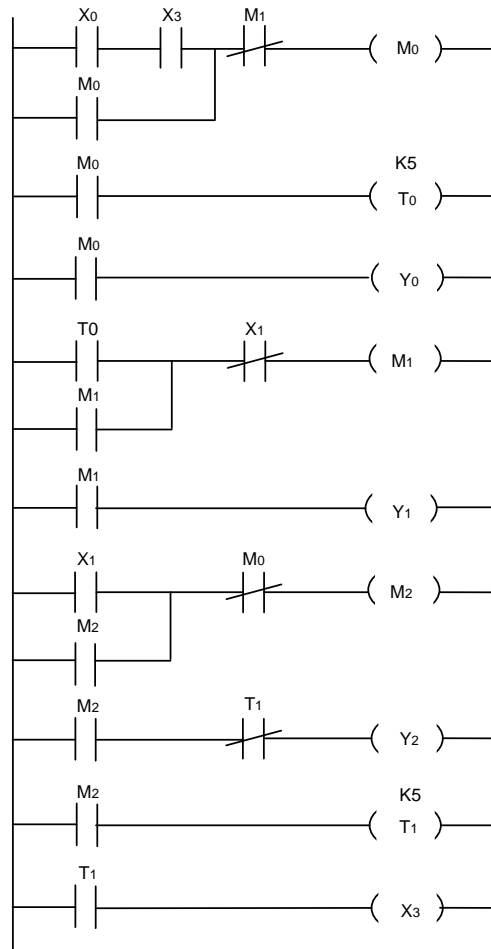 X0 X3 M1 M0
M0
K5
M0 T0
M0 Y0
T0 X1 M1
M1
M1 Y1
X1 M0 M2
M2
M2 T1 Y2
K5
M2 T1
T1 X3